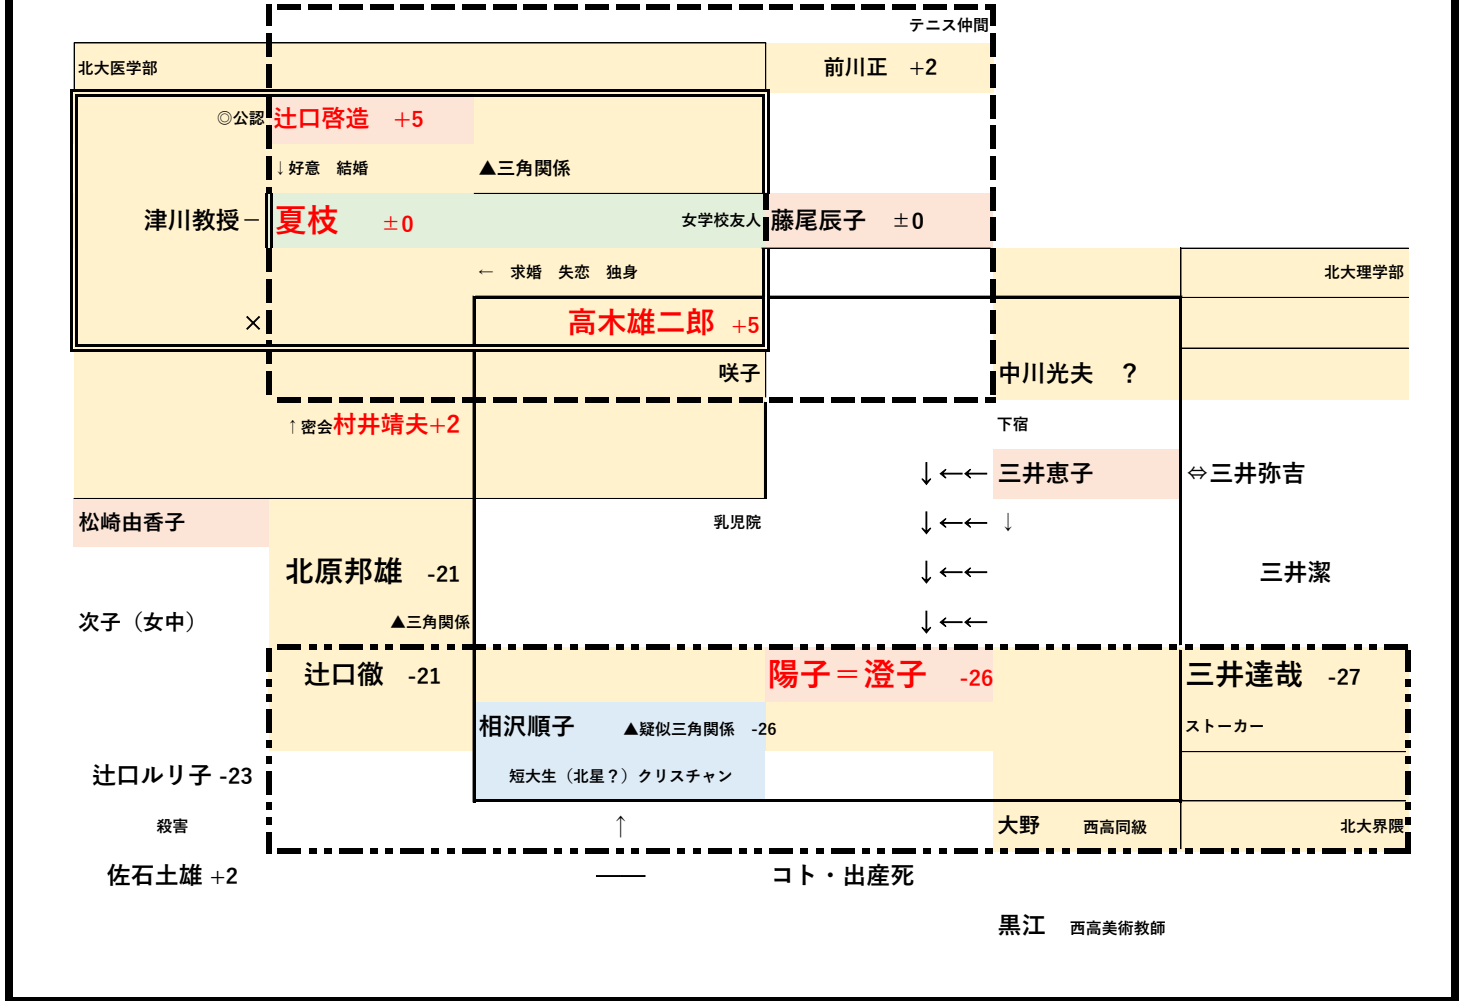 テニス仲間
北大医学部 前川正 +2
◎公認 辻口啓造 +5
↓好意 結婚 ▲三角関係
津川教授－ 夏枝 ±0 女学校友人 藤尾辰子 ±0
← 求婚 失恋 独身 北大理学部
× 高木雄二郎 +5
咲子 中川光夫 ？
↑密会 村井靖夫+2 下宿
↓←← 三井恵子 ⇔三井弥吉
松崎由香子 乳児院 ↓←← ↓
北原邦雄 -21 ↓←← 三井潔
次子（女中） ▲三角関係 ↓←←
辻口徹 -21 陽子＝澄子 -26 三井達哉 -27
相沢順子 ▲疑似三角関係 -26 ストーカー
辻口ルリ子 -23 短大生（北星？）クリスチャン
殺害 ↑ 大野 西高同級 北大界隈
佐石土雄 +2 ── コト・出産死
黒江 西高美術教師